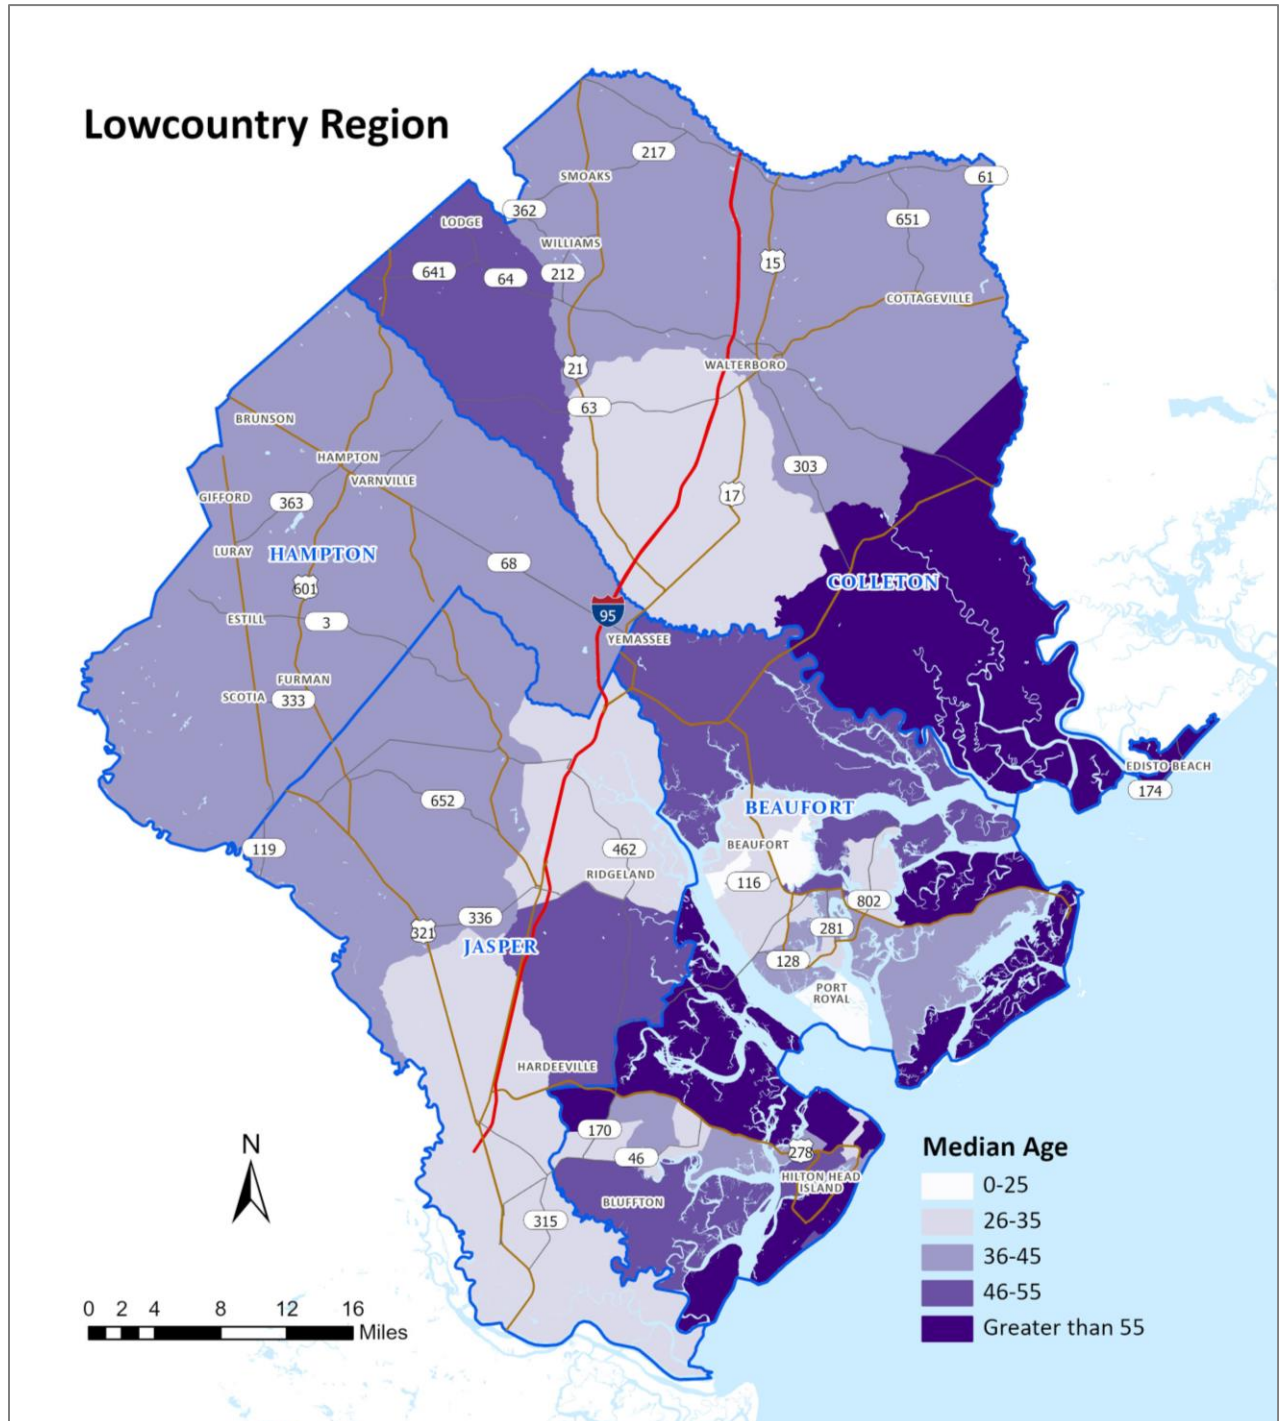 Lowcountry Region
217
61
SMOAKS
362
651
LODGE
WILLIAMS
15
641
64
212
COTTAGEVILLE
21
WALTERBORO
63
BRUNSON
HAMPTON
303
VARNVILLE
GIFFORD
363
17
LURAY
HAMPTON
68
COLLETON
601
95
ESTILL
3
YEMASSEE
FURMAN
SCOTIA
333
EDISTO BEACH
174
652
BEAUFORT
119
462
BEAUFORT
RIDGELAND
116
336
802
321
JASPER
281
128
PORT
ROYAL
HARDEEVILLE
170
46
278
HILTON HEAD
ISLAND
BLUFFTON
315
N
0 2 4 8 12 16
Miles
Median Age
0-25
26-35
36-45
46-55
Greater than 55